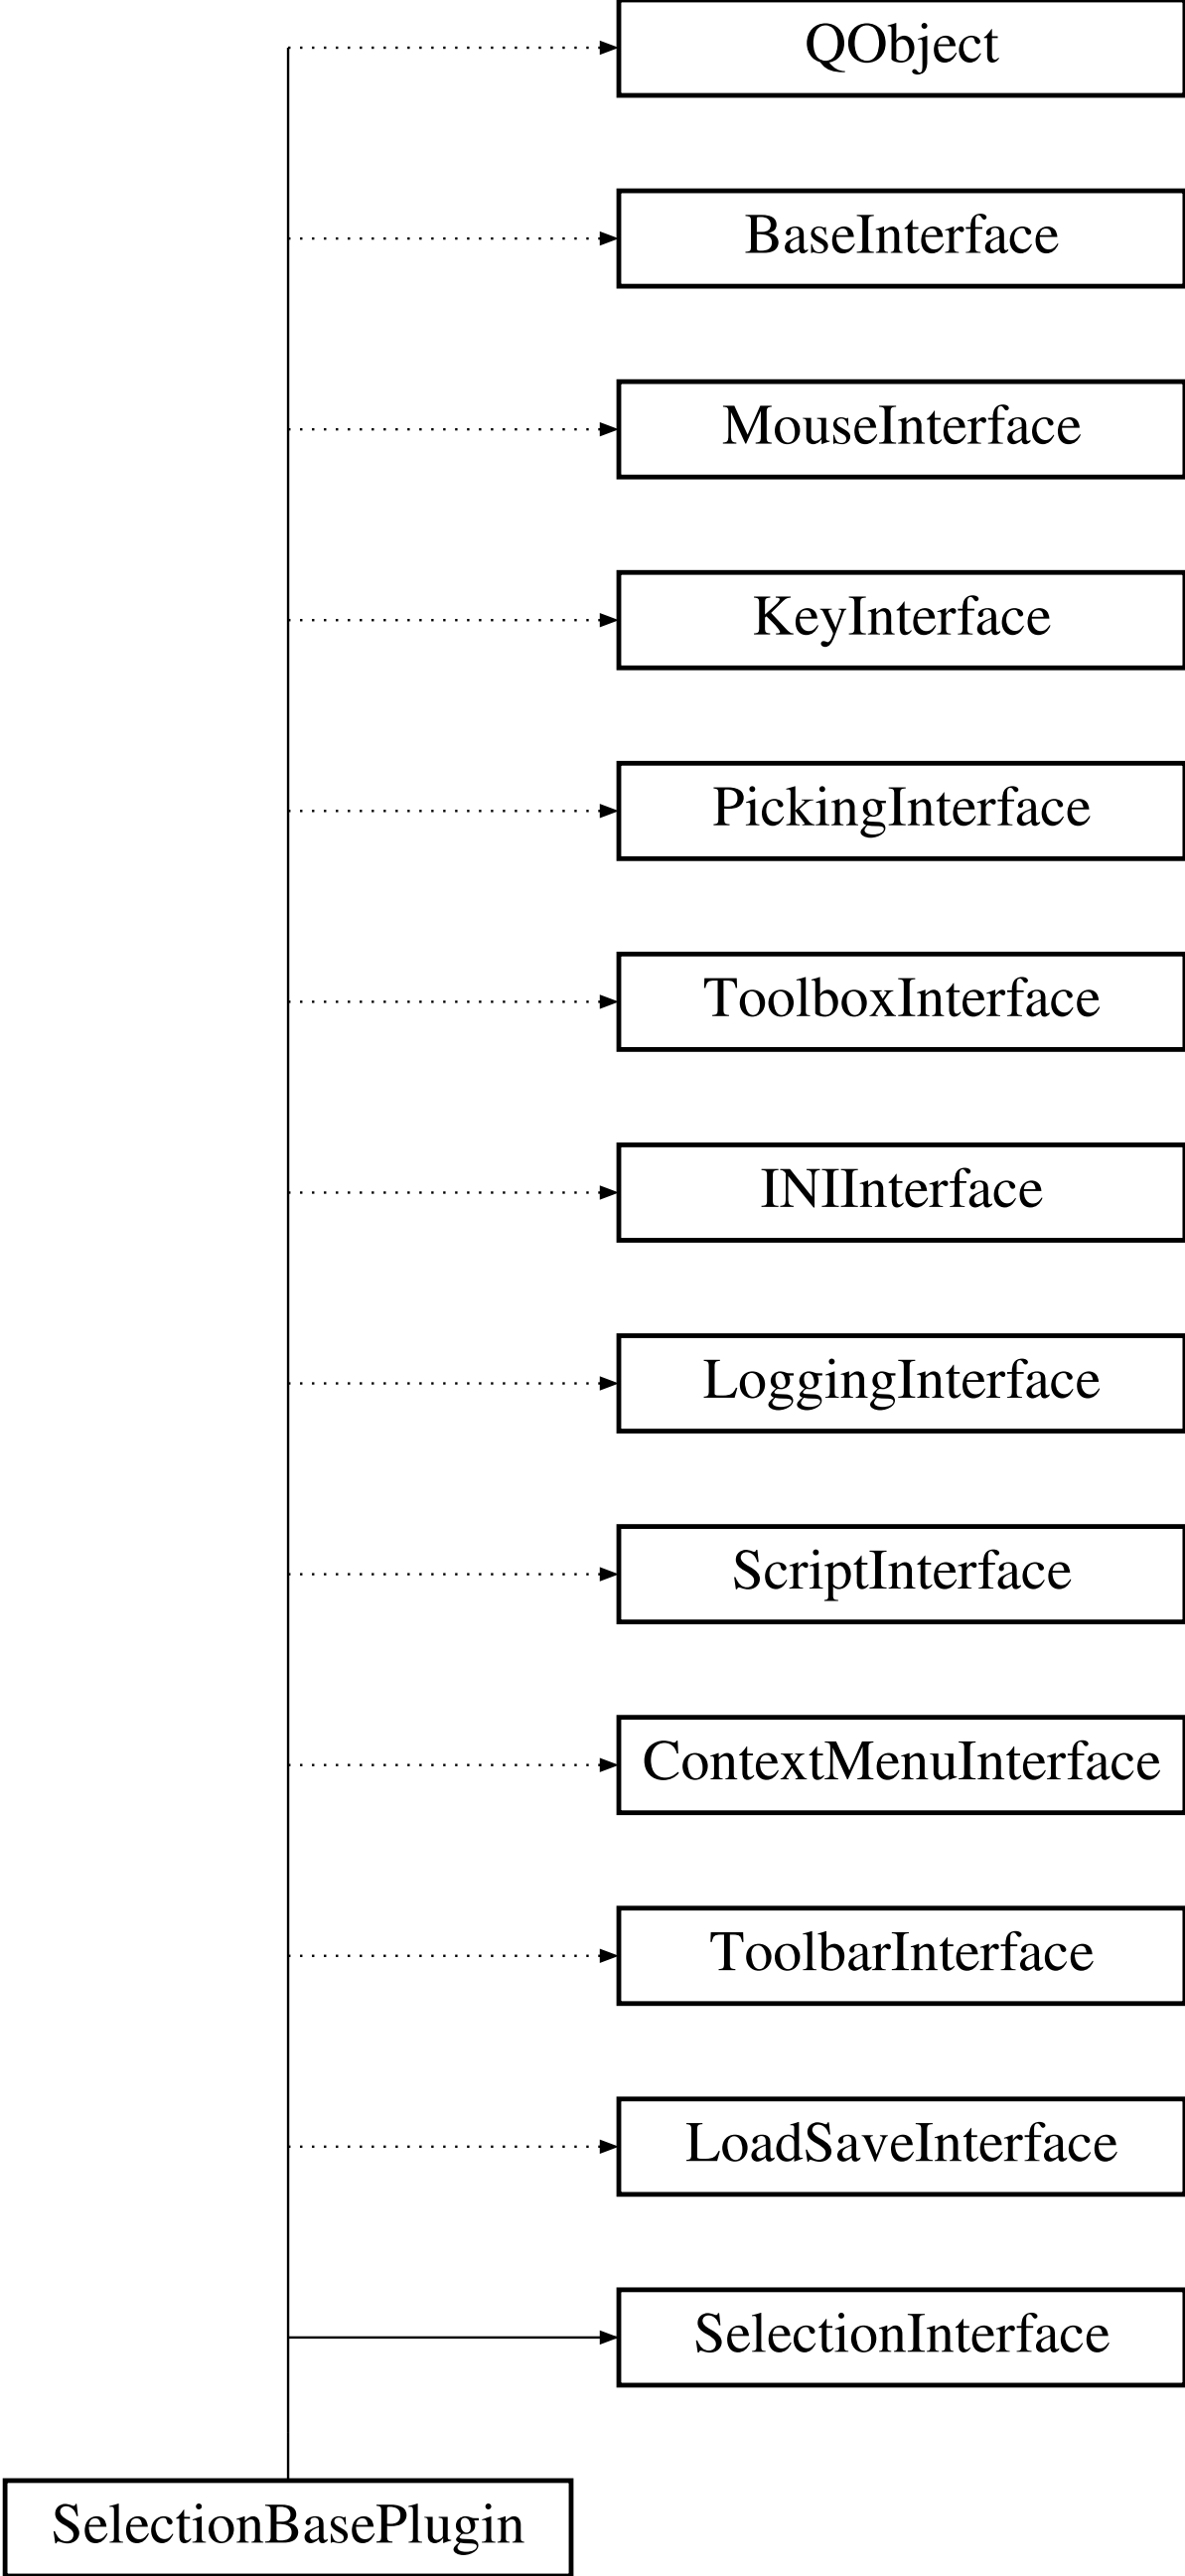 QObject
BaseInterface
MouseInterface
KeyInterface
PickingInterface
ToolboxInterface
INIInterface
LoggingInterface
ScriptInterface
ContextMenuInterface
ToolbarInterface
LoadSaveInterface
SelectionInterface
SelectionBasePlugin